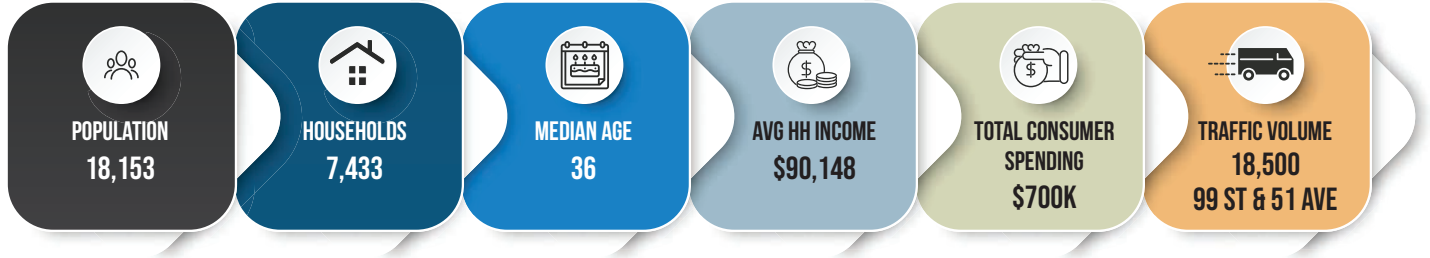 POPULATION
18,153
HOUSEHOLDS
7,433
MEDIAN AGE
36
AVG HH INCOME
$
$90,148
$
TOTAL CONSUMER
SPENDING
$700K
TRAFFIC VOLUME
18,500
99 ST & 51 AVE